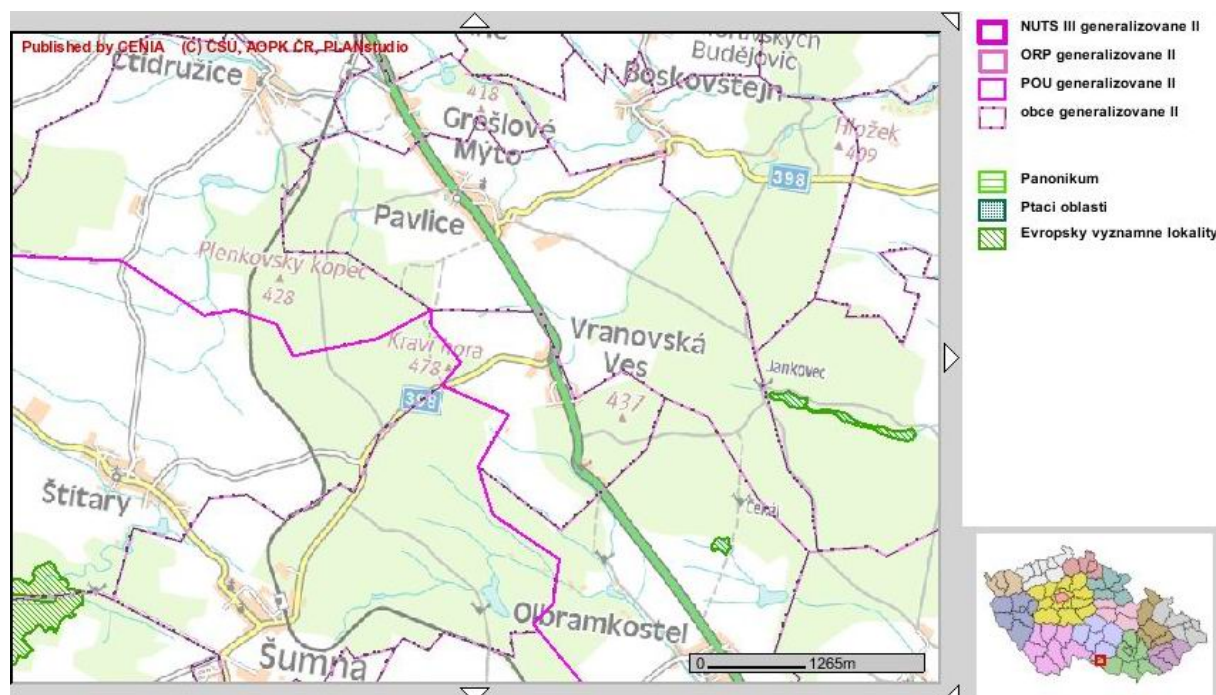 Published by CENIA (C) ČSÚ, AOPK ČR, PLANstudio
Ctidružice
Budějovic
Boskovštejn
418
Grešlové
Mýto
Hložek
409
398
Pavlice
Plenkovský kopec
428
Vranovská
Ves
Kraví hora
478
398
437
Jankovec
Štítary
Olbramkostel
Šumná
0 1265m
NUTS III generalizovane II
ORP generalizovane II
POU generalizovane II
obce generalizovane II
Panonikum
Ptaci oblasti
Evropsky vyznamne lokality